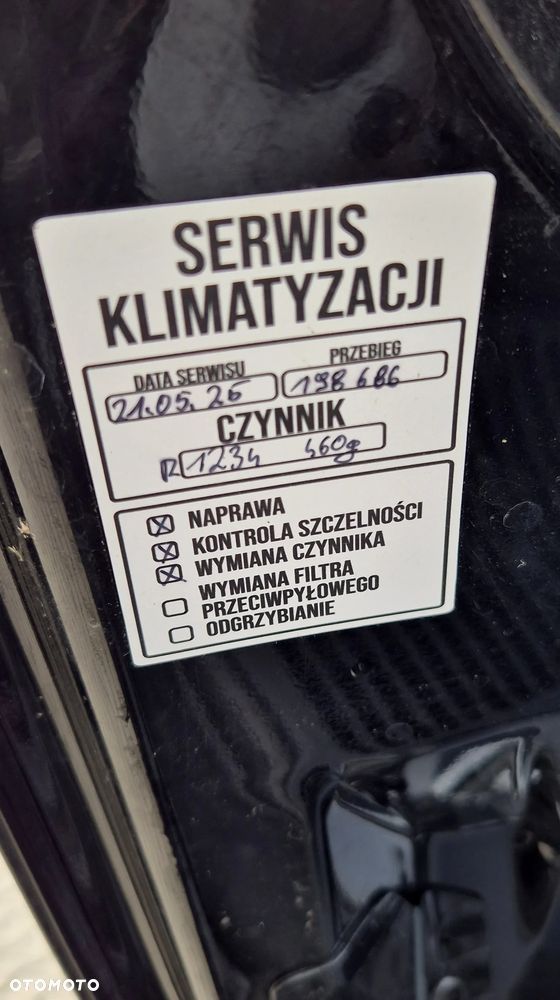 SERWIS
KLIMATYZACJI
DATA SERWISU
PRZEBIEG
21.05.25
198 686
CZYNNIK
R 1234 460g
NAPRAWA
KONTROLA SZCZELNOŚCI
WYMIANA CZYNNIKA
WYMIANA FILTRA
PRZECIWPYŁOWEGO
ODGRZYBIANIE
OTOMOTO